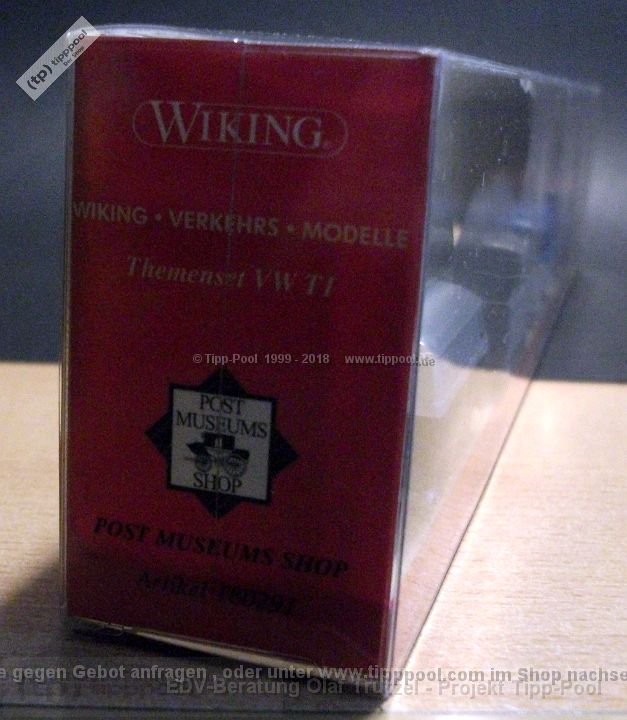 (tp) tipppool
WIKING®
WIKING • VERKEHRS • MODELLE
Themenset VW T1
© Tipp-Pool 1999 - 2018 www.tippool.de
POST
MUSEUMS
SHOP
POST MUSEUMS SHOP
Artikel
e gegen Gebot anfragen , oder unter www.tipppool.com im Shop nachse
EDV-Beratung Olaf Trutzel - Projekt Tipp-Pool